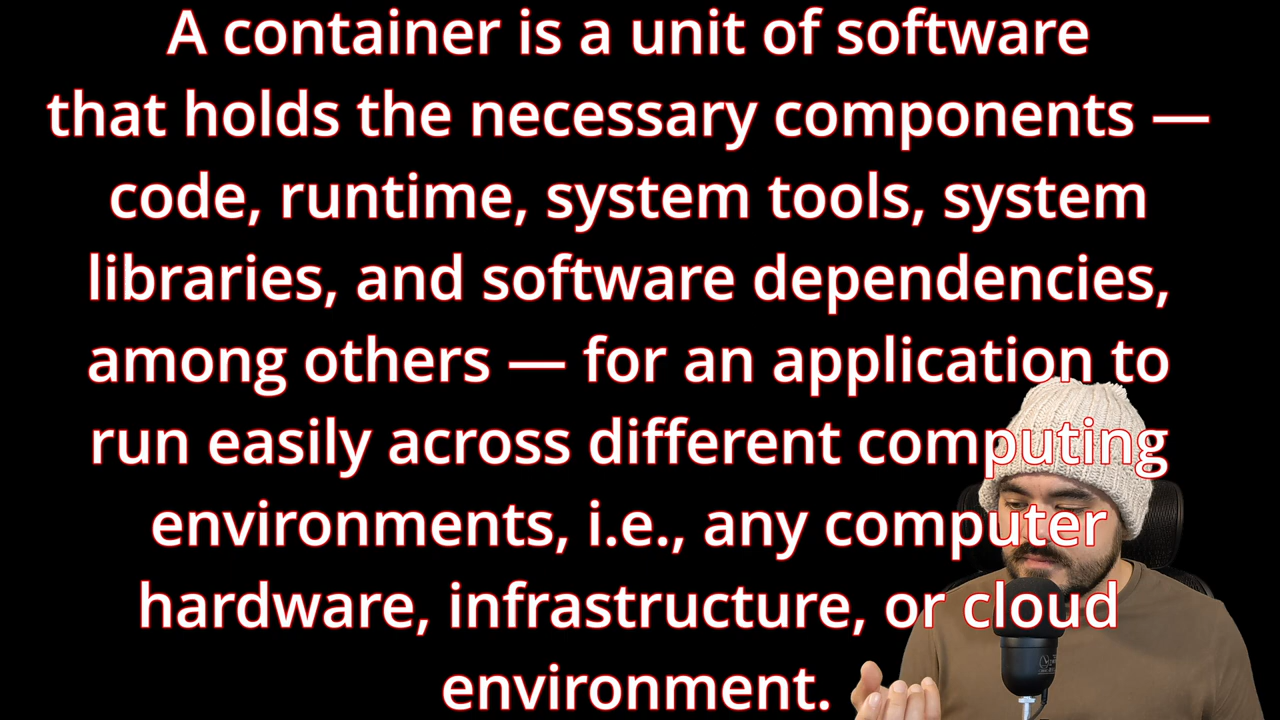 A container is a unit of software
that holds the necessary components —
code, runtime, system tools, system
libraries, and software dependencies,
among others — for an application to
run easily across different computing
environments, i.e., any computer
hardware, infrastructure, or cloud
environment.